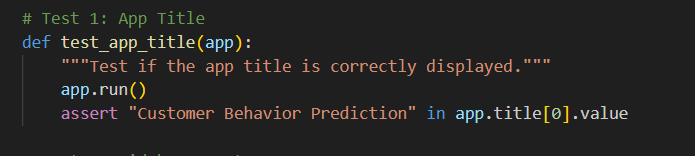 # Test 1: App Title
def test_app_title(app):
    """Test if the app title is correctly displayed."""
    app.run()
    assert "Customer Behavior Prediction" in app.title[0].value